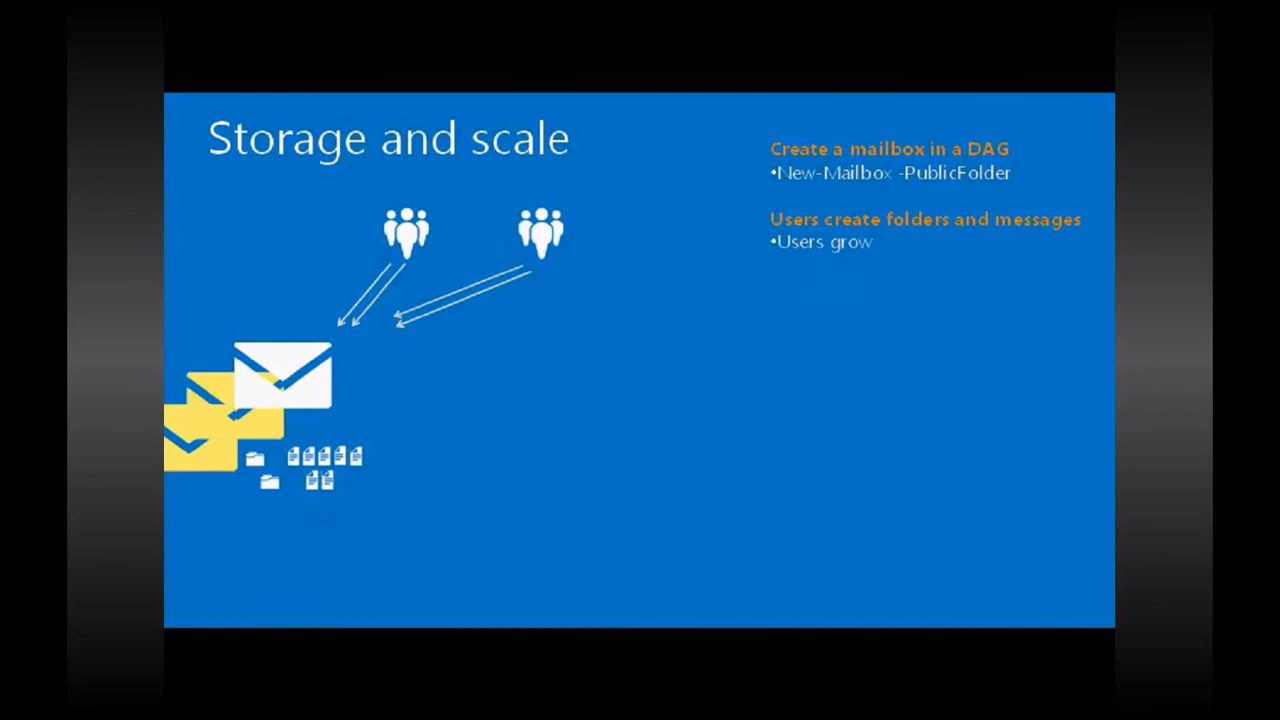 Storage and scale
Create a mailbox in a DAG
•New-Mailbox -PublicFolder
Users create folders and messages
•Users grow